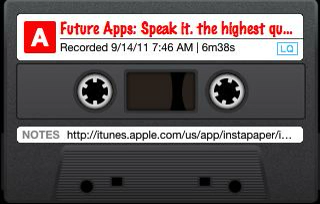 A
Future Apps: Speak it. the highest qu...
Recorded 9/14/11 7:46 AM | 6m38s
LQ
NOTES http://itunes.apple.com/us/app/instapaper/i...